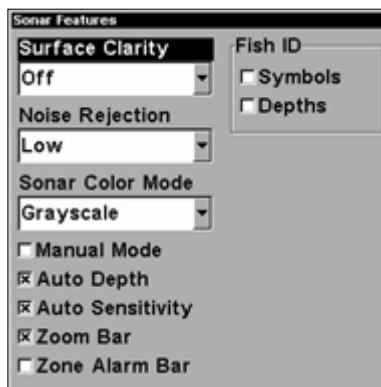 Sonar Features
Surface Clarity
Off
Noise Rejection
Low
Sonar Color Mode
Grayscale
Manual Mode
Auto Depth
Auto Sensitivity
Zoom Bar
Zone Alarm Bar
Fish ID
Symbols
Depths